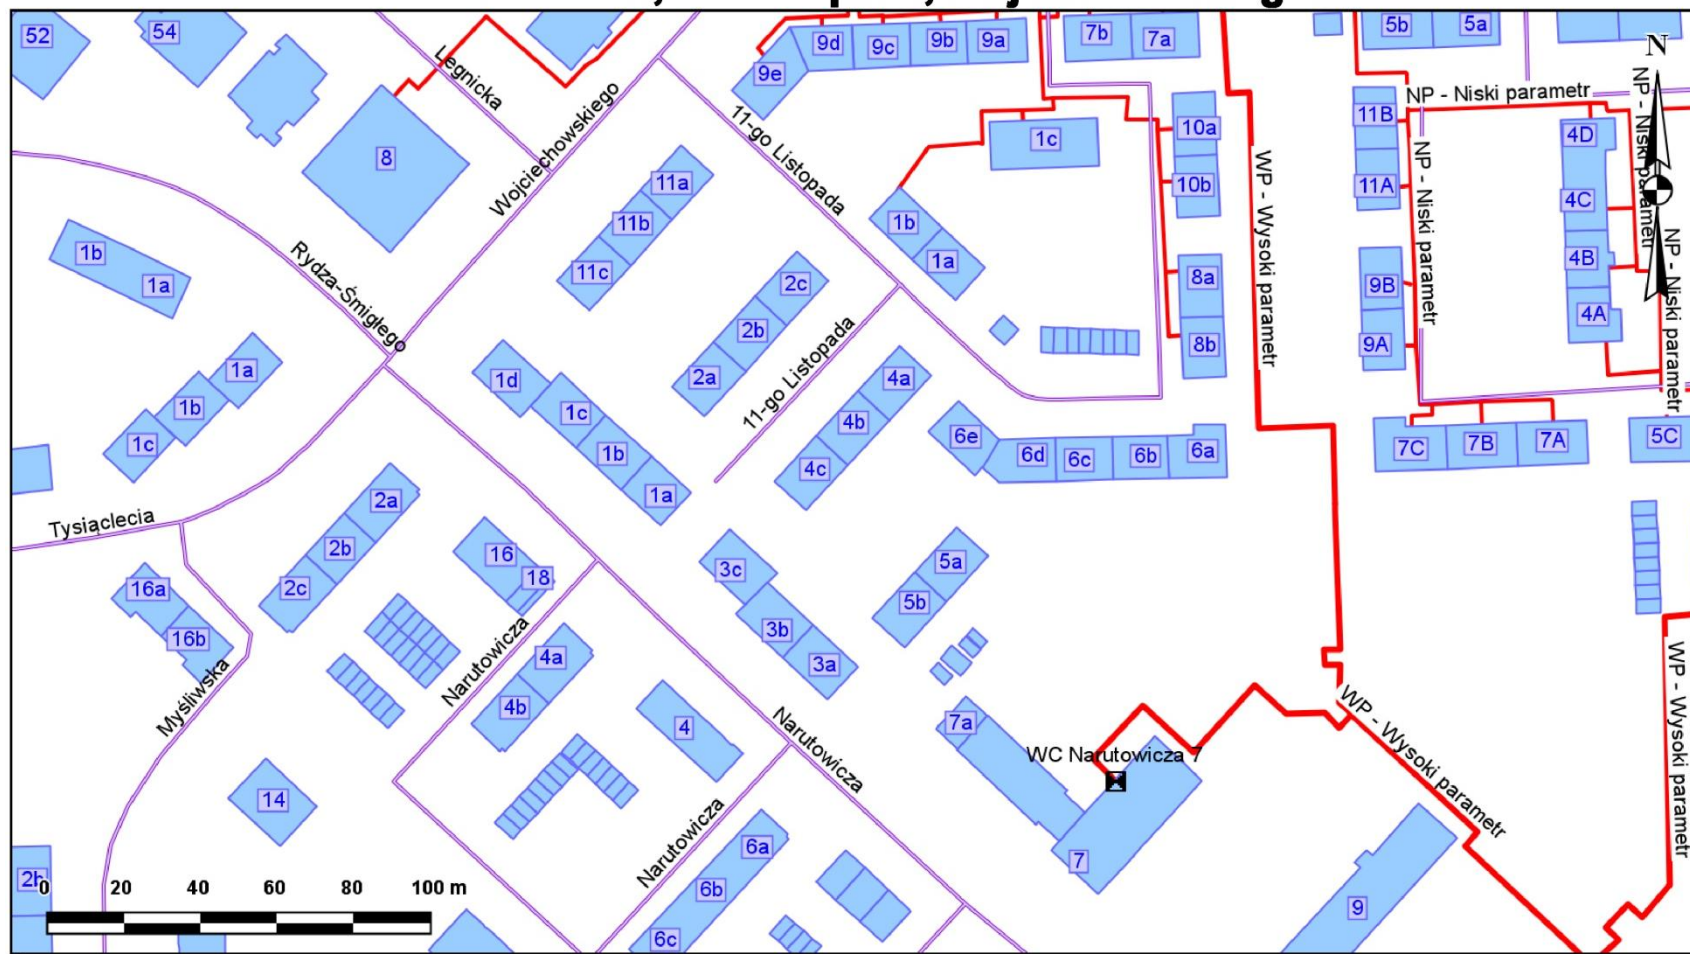 52
54
9d
9c
9b
9a
7b
7a
5b
5a
N
9e
Legnicka
Wojciechowskiego
11-go Listopada
NP - Niski parametr
NP - Niski parametr
11B
4D
10a
1c
8
WP - Wysoki parametr
NP - Niski parametr
11a
10b
11A
4C
11b
1b
1b
1a
1a
11c
2c
8a
9B
4B
NP - Niski parametr
Rydza-Śmigłego
2b
4A
11-go Listopada
8b
9A
1a
1d
2a
4a
1b
1c
4b
6e
1c
1b
4c
6d
6c
6b
6a
7C
7B
7A
5C
2a
1a
Tysiąclecia
2b
16
18
3c
5a
16a
2c
5b
16b
3b
3a
Narutowicza
4a
4b
Myśliwska
4
7a
Narutowicza
WP - Wysoki parametr
WP - Wysoki parametr
WC Narutowicza 7
14
Narutowicza
6a
7
6b
9
6c
0 20 40 60 80 100 m